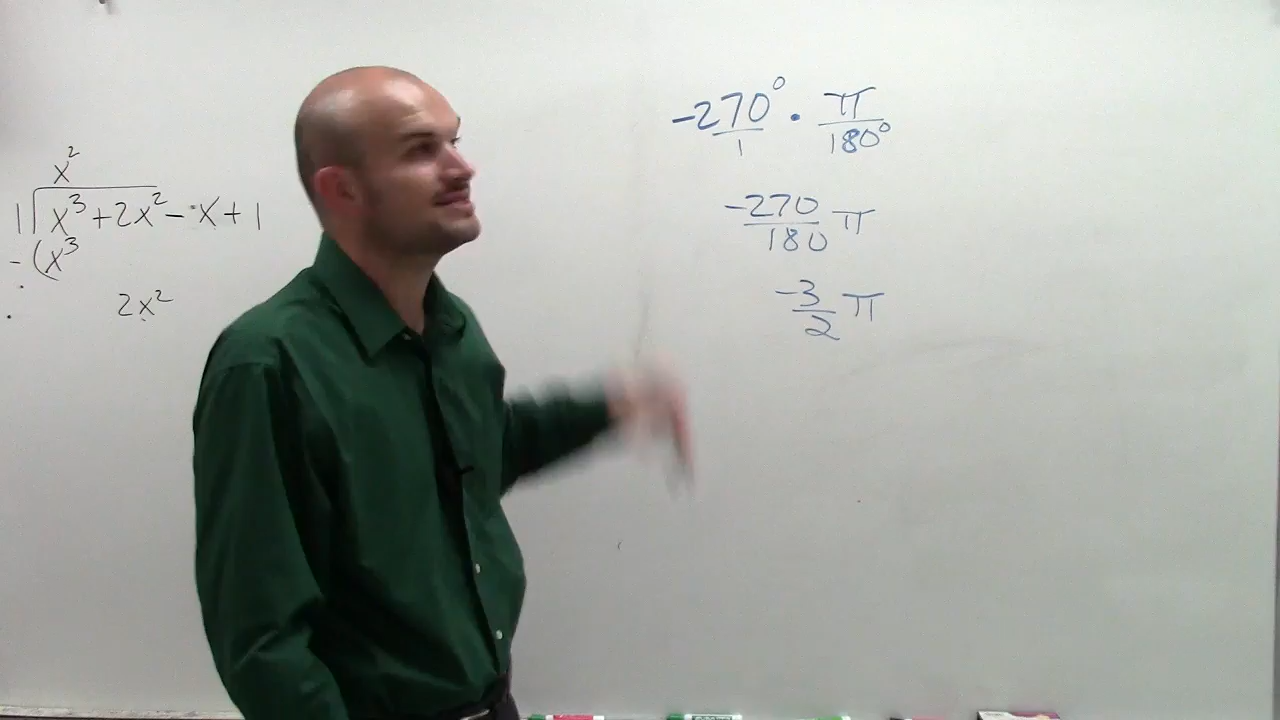 x²
1 x³ + 2x² - x + 1
- (x³
2x²
-270° · π
1 180°
-270 π
180
-3 π
2